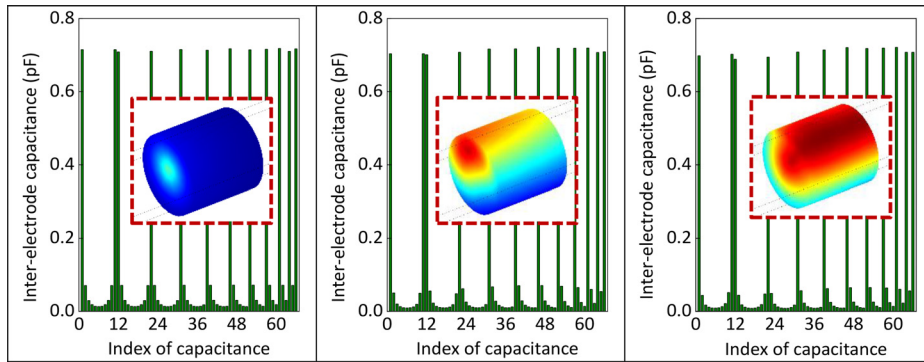 Inter-electrode capacitance (pF)
0.8
0.6
0.4
0.2
0.0
0 12 24 36 48 60
Index of capacitance
Inter-electrode capacitance (pF)
0.8
0.6
0.4
0.2
0.0
0 12 24 36 48 60
Index of capacitance
Inter-electrode capacitance (pF)
0.8
0.6
0.4
0.2
0.0
0 12 24 36 48 60
Index of capacitance